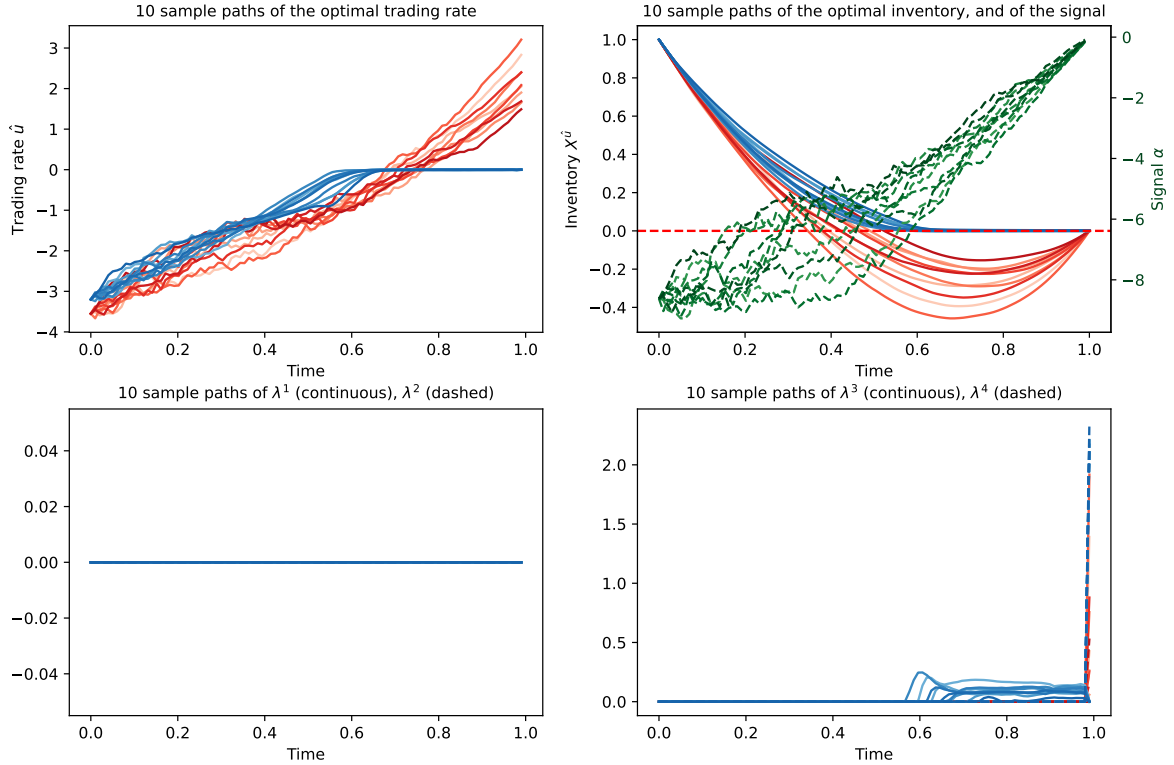 10 sample paths of the optimal trading rate
3
2
1
0
−1
−2
−3
−4
Trading rate û
0.0 0.2 0.4 0.6 0.8 1.0
Time
10 sample paths of the optimal inventory, and of the signal
1.0
0.8
0.6
0.4
0.2
0.0
−0.2
−0.4
Inventory X^û
0
−2
−4
−6
−8
Signal α
0.0 0.2 0.4 0.6 0.8 1.0
Time
10 sample paths of λ¹ (continuous), λ² (dashed)
0.04
0.02
0.00
−0.02
−0.04
0.0 0.2 0.4 0.6 0.8 1.0
Time
10 sample paths of λ³ (continuous), λ⁴ (dashed)
2.0
1.5
1.0
0.5
0.0
0.0 0.2 0.4 0.6 0.8 1.0
Time